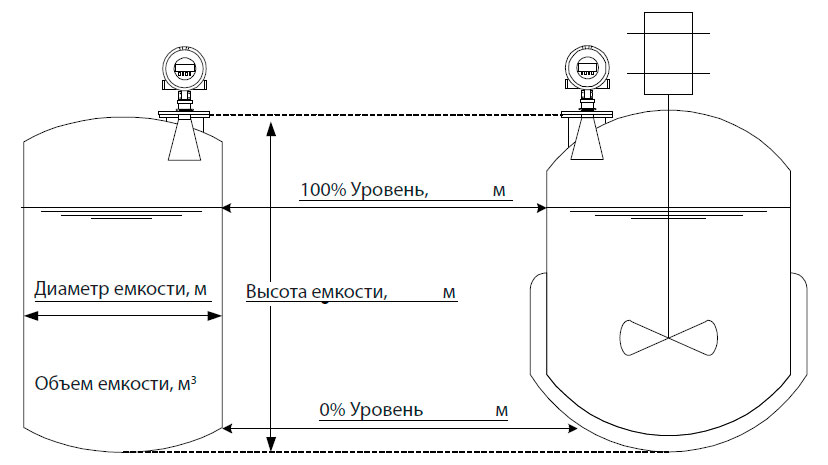 100% Уровень, м
Диаметр емкости, м
Высота емкости, м
Объем емкости, м³
0% Уровень м